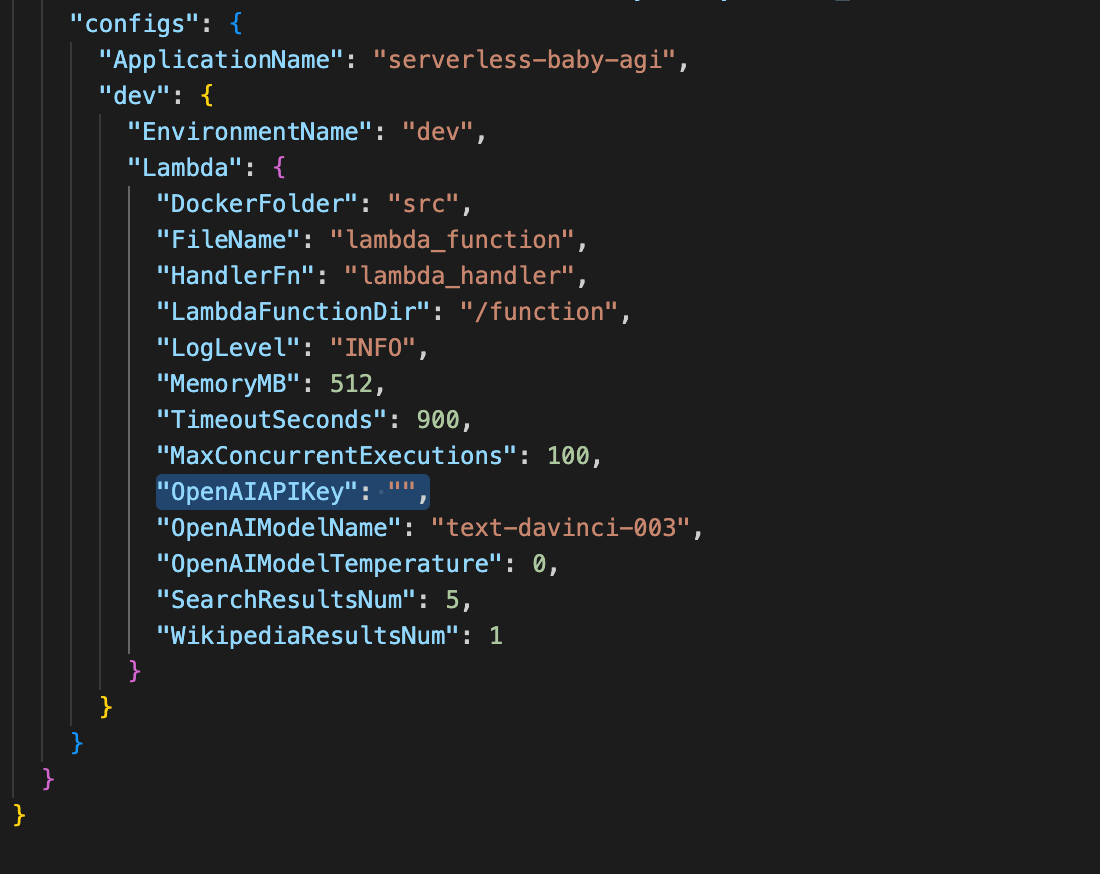 "configs": {
"ApplicationName": "serverless-baby-agi",
"dev": {
"EnvironmentName": "dev",
"Lambda": {
"DockerFolder": "src",
"FileName": "lambda_function",
"HandlerFn": "lambda_handler",
"LambdaFunctionDir": "/function",
"LogLevel": "INFO",
"MemoryMB": 512,
"TimeoutSeconds": 900,
"MaxConcurrentExecutions": 100,
"OpenAIAPIKey": "",
"OpenAIModelName": "text-davinci-003",
"OpenAIModelTemperature": 0,
"SearchResultsNum": 5,
"WikipediaResultsNum": 1
}
}
}
}
}